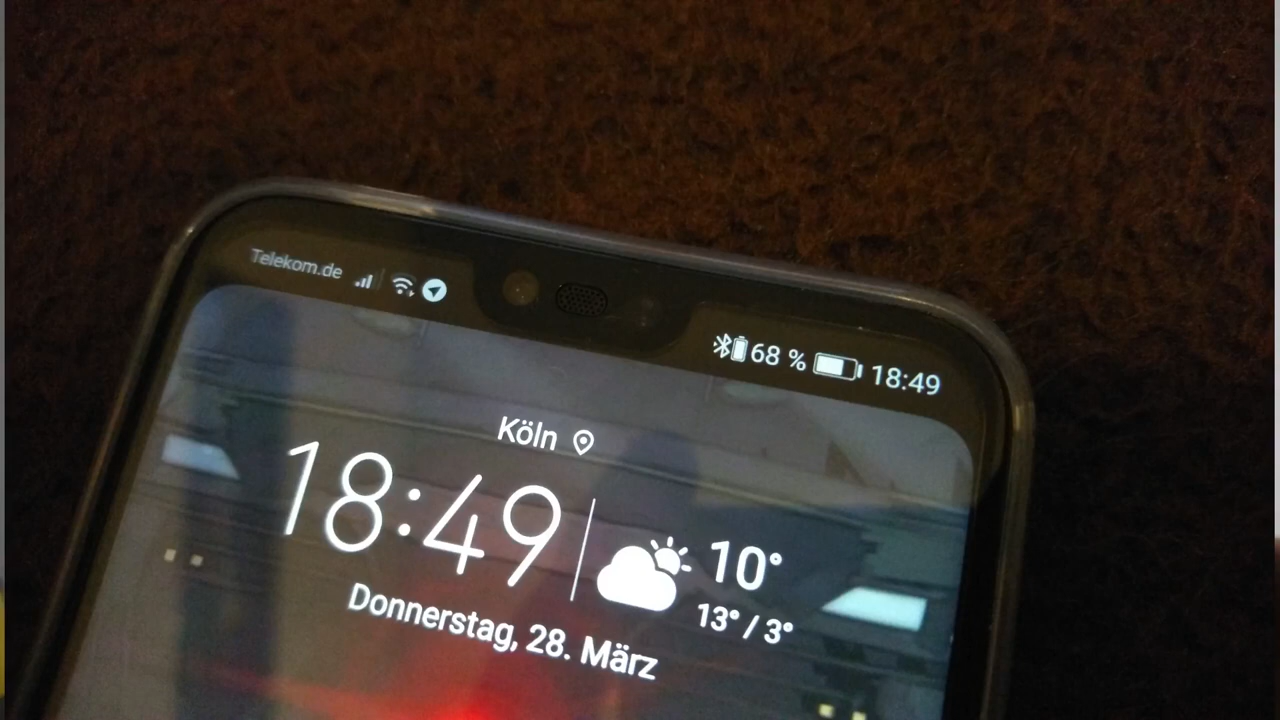 Telekom.de
68 % 18:49
Köln
18:49
10°
13° / 3°
Donnerstag, 28. März